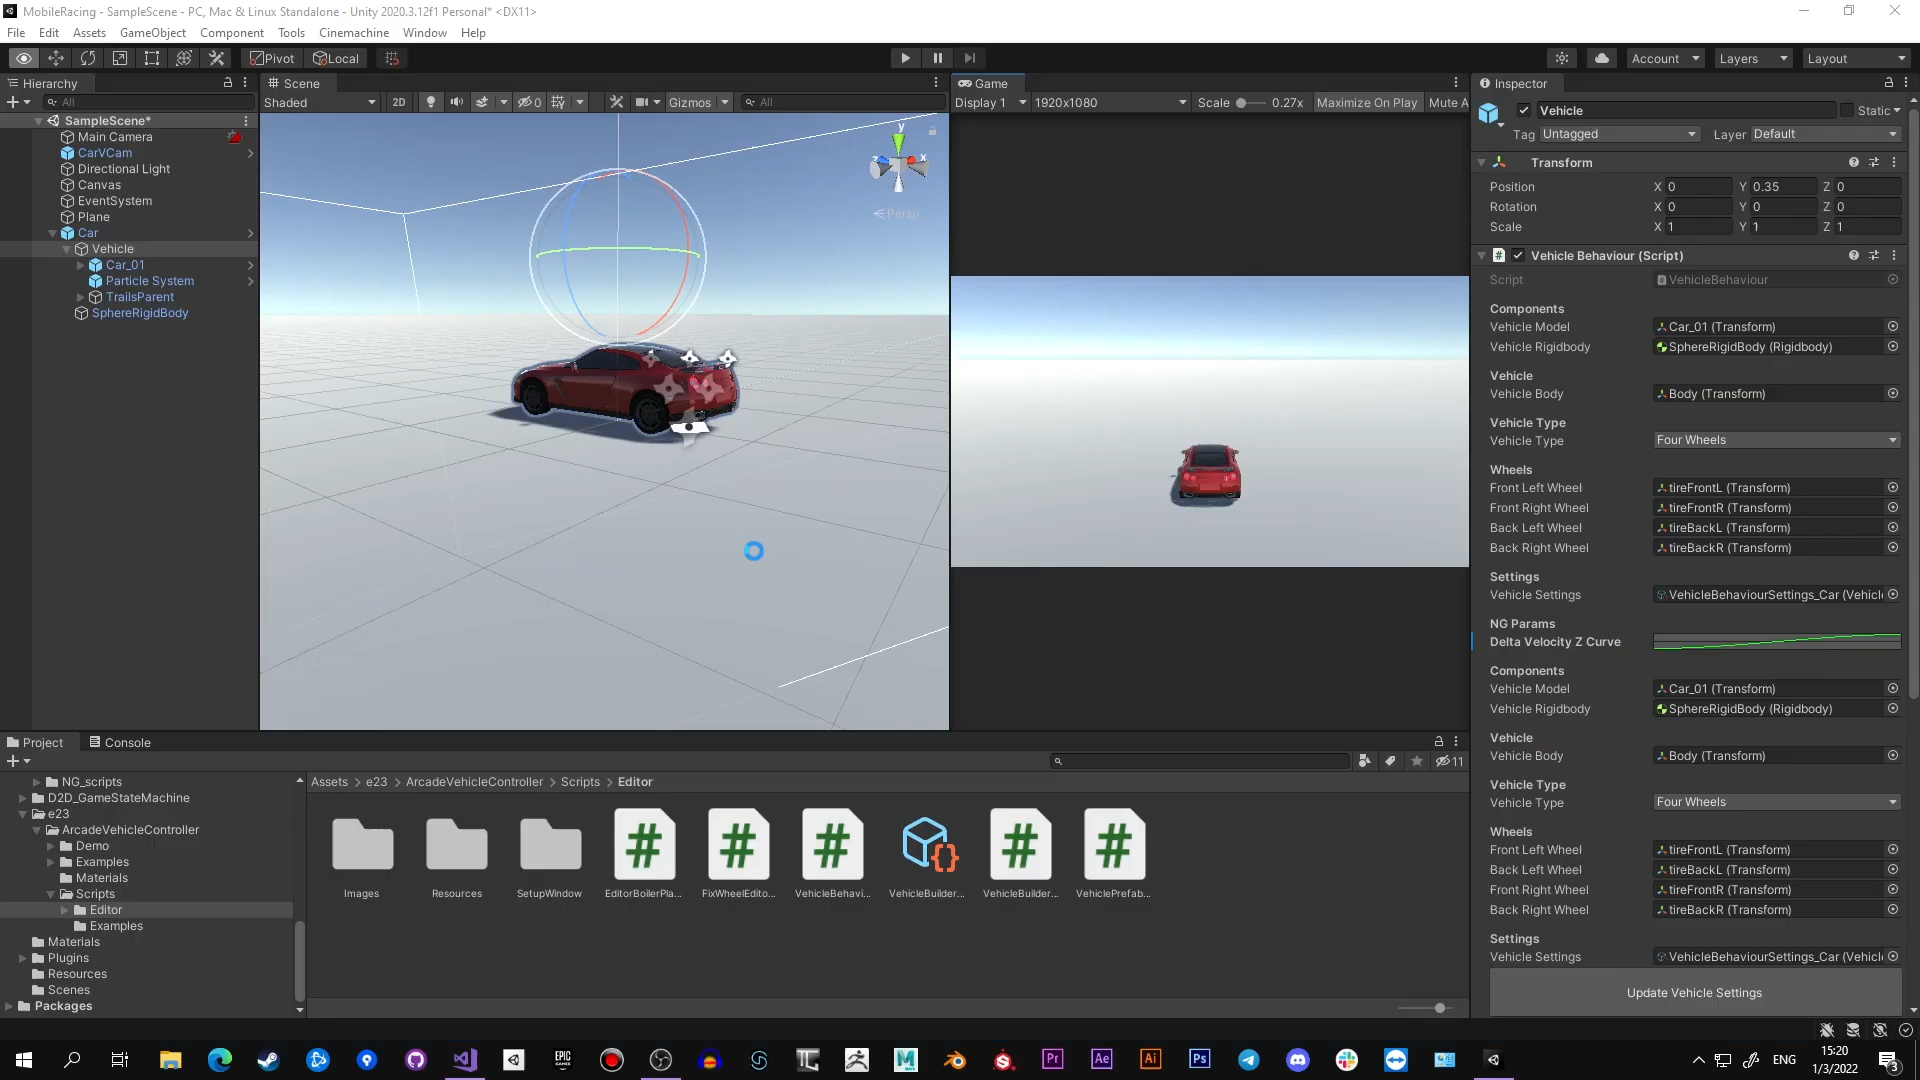 MobileRacing - SampleScene - PC, Mac & Linux Standalone - Unity 2020.3.12f1 Personal* <DX11>
File Edit Assets GameObject Component Tools Cinemachine Window Help
Pivot Local Account Layers Layout
Hierarchy
All
SampleScene*
Main Camera
CarVCam
Directional Light
Canvas
EventSystem
Plane
Car
Vehicle
Car_01
Particle System
TrailsParent
SphereRigidBody
Scene
Shaded 2D 0 Gizmos All
y
x
z
Persp
Game
Display 1 1920x1080 Scale 0.27x Maximize On Play Mute A
Inspector
Vehicle Static
Tag Untagged Layer Default
Transform
Position X 0 Y 0.35 Z 0
Rotation X 0 Y 0 Z 0
Scale X 1 Y 1 Z 1
# Vehicle Behaviour (Script)
Script VehicleBehaviour
Components
Vehicle Model Car_01 (Transform)
Vehicle Rigidbody SphereRigidBody (Rigidbody)
Vehicle
Vehicle Body Body (Transform)
Vehicle Type
Vehicle Type Four Wheels
Wheels
Front Left Wheel tireFrontL (Transform)
Front Right Wheel tireFrontR (Transform)
Back Left Wheel tireBackL (Transform)
Back Right Wheel tireBackR (Transform)
Settings
Vehicle Settings VehicleBehaviourSettings_Car (Vehicl
NG Params
Delta Velocity Z Curve
Components
Vehicle Model Car_01 (Transform)
Vehicle Rigidbody SphereRigidBody (Rigidbody)
Vehicle
Vehicle Body Body (Transform)
Vehicle Type
Vehicle Type Four Wheels
Wheels
Front Left Wheel tireFrontL (Transform)
Back Left Wheel tireBackL (Transform)
Front Right Wheel tireFrontR (Transform)
Back Right Wheel tireBackR (Transform)
Settings
Vehicle Settings VehicleBehaviourSettings_Car (Vehicl
Update Vehicle Settings
Project Console
11
NG_scripts
D2D_GameStateMachine
e23
ArcadeVehicleController
Demo
Examples
Materials
Scripts
Editor
Examples
Materials
Plugins
Resources
Scenes
Packages
Assets > e23 > ArcadeVehicleController > Scripts > Editor
# # # {} # #
Images Resources SetupWindow EditorBoilerPla... FixWheelEdito... VehicleBehavi... VehicleBuilder... VehicleBuilder... VehiclePrefab...
EPIC GAMES
M
Pr
Ae
Ai
Ps
ENG
15:20
1/3/2022
3